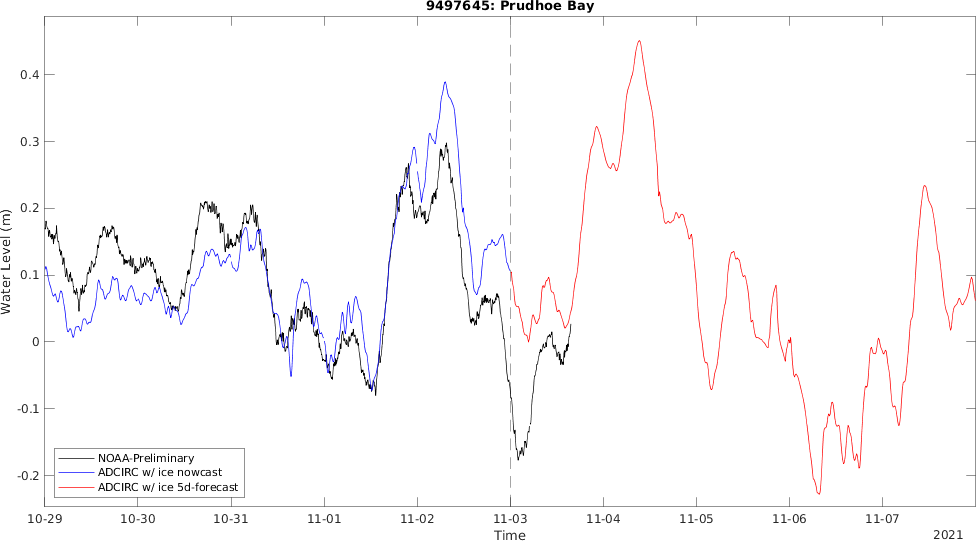 9497645: Prudhoe Bay
Water Level (m)
0.4
0.3
0.2
0.1
0
-0.1
-0.2
NOAA-Preliminary
ADCIRC w/ ice nowcast
ADCIRC w/ ice 5d-forecast
10-29 10-30 10-31 11-01 11-02 11-03 11-04 11-05 11-06 11-07
Time
2021